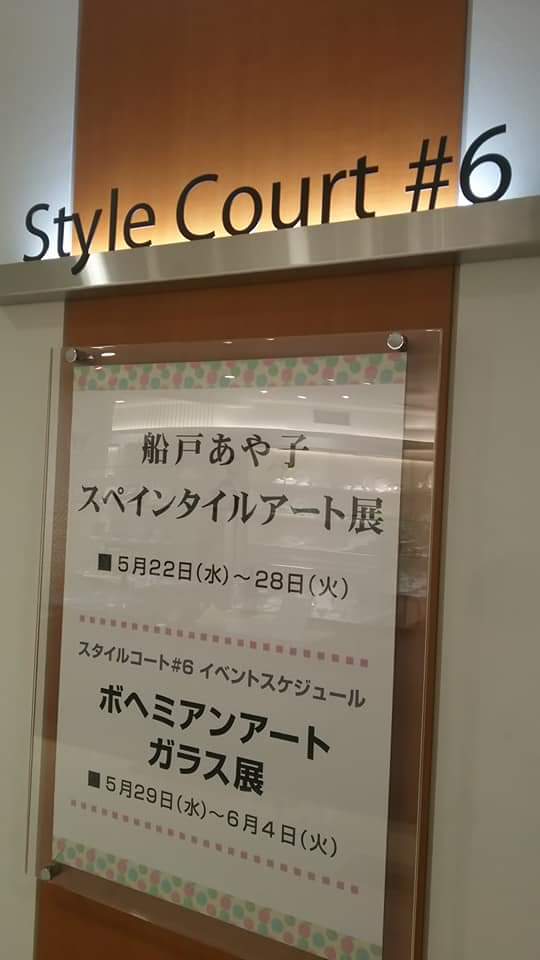 Style Court #6
船戸あや子
スペインタイルアート展
■5月22日(水)～28日(火)
スタイルコート#6 イベントスケジュール
ボヘミアンアート
ガラス展
■5月29日(水)～6月4日(火)